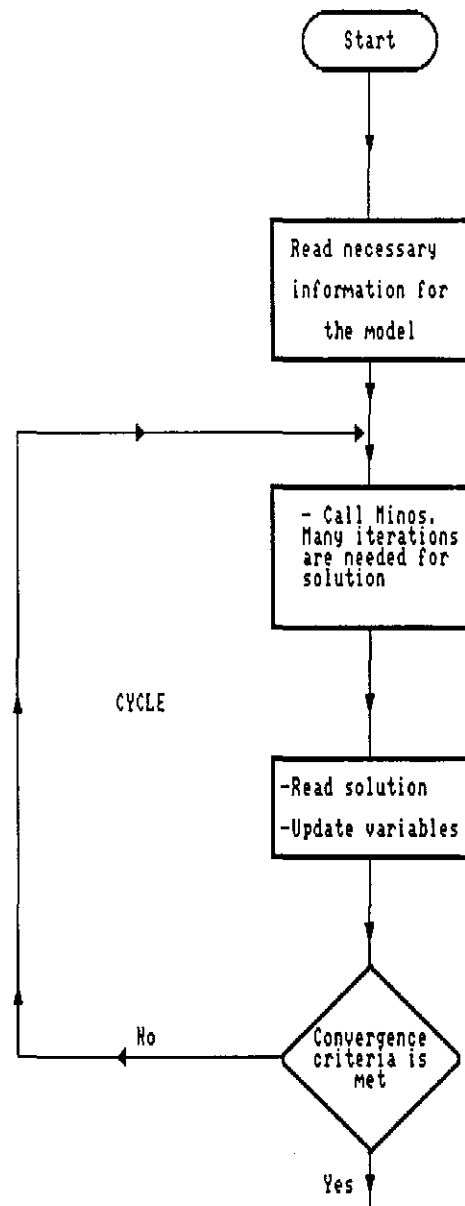 Start
Read necessary
information for
the model
- Call Minos.
Many iterations
are needed for
solution
CYCLE
-Read solution
-Update variables
No
Convergence
criteria is
met
Yes